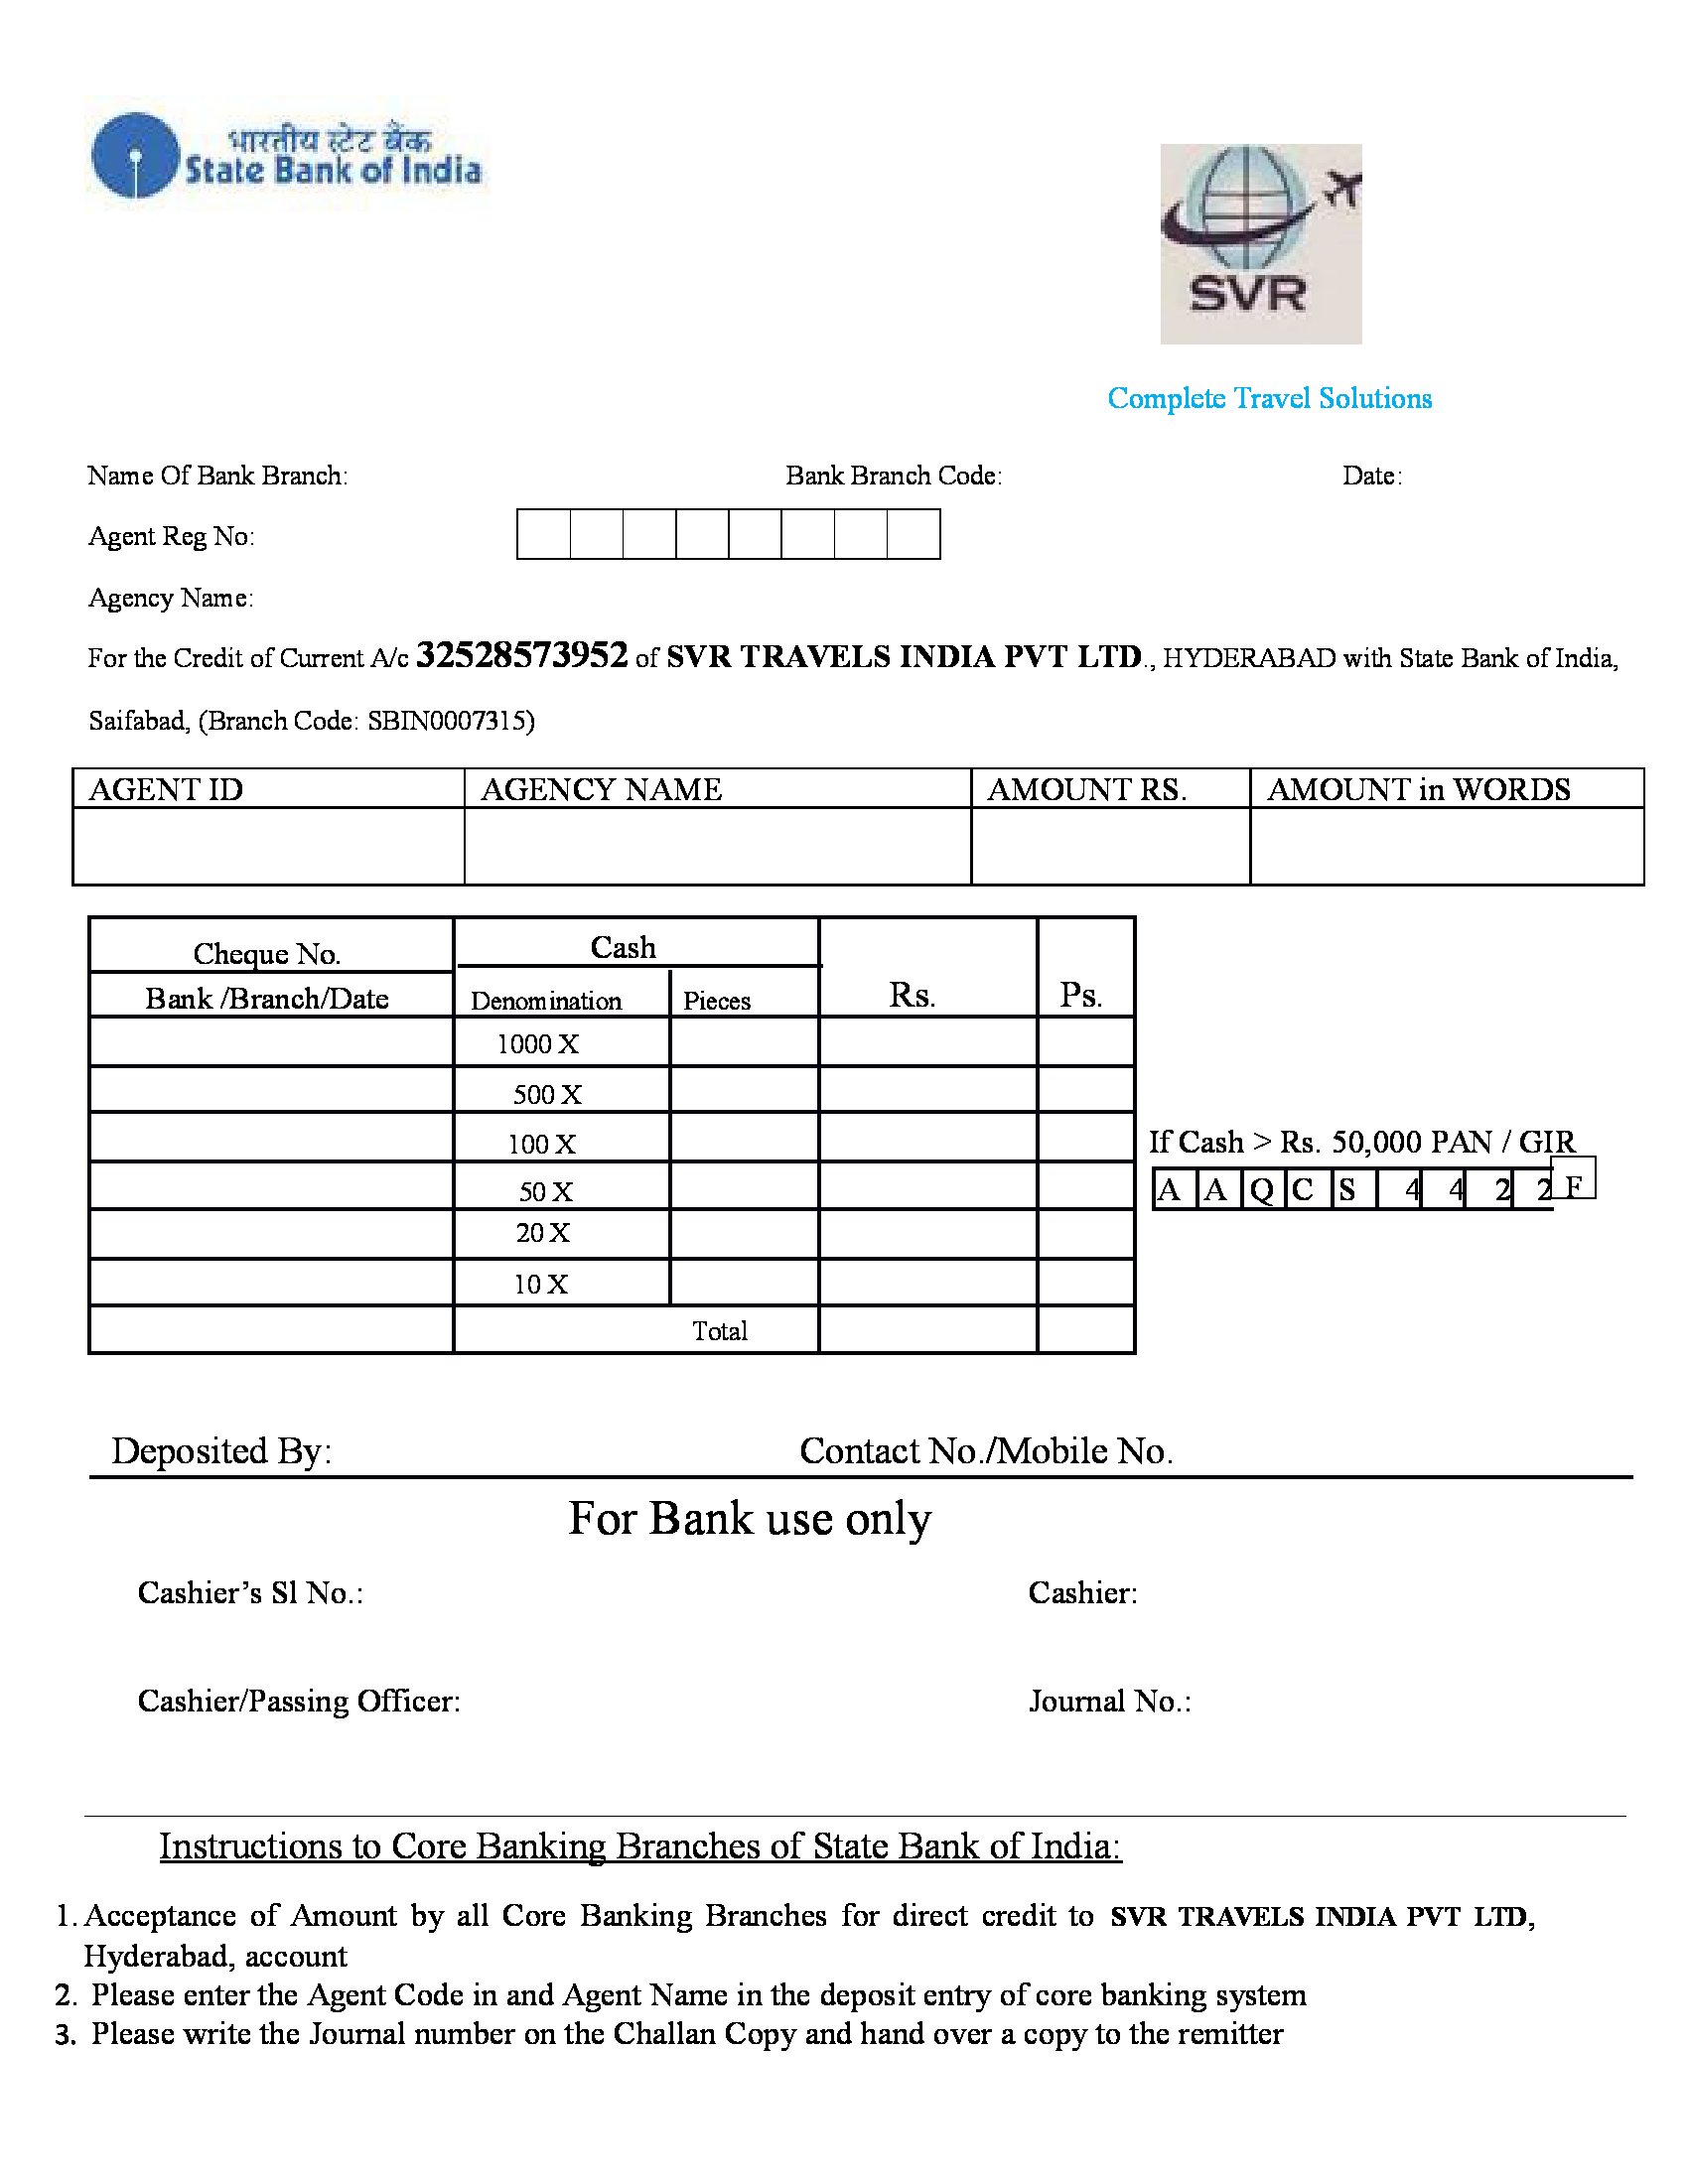 भारतीय स्टेट बैंक
State Bank of India
SVR
Complete Travel Solutions
Name Of Bank Branch: Bank Branch Code: Date:
Agent Reg No:
Agency Name:
For the Credit of Current A/c 32528573952 of SVR TRAVELS INDIA PVT LTD., HYDERABAD with State Bank of India,
Saifabad, (Branch Code: SBIN0007315)
AGENT ID AGENCY NAME AMOUNT RS. AMOUNT in WORDS
Cheque No. Cash
Bank /Branch/Date Denomination Pieces Rs. Ps.
1000 X
500 X
100 X
If Cash > Rs. 50,000 PAN / GIR
50 X
A A Q C S 4 4 2 2 F
20 X
10 X
Total
Deposited By: Contact No./Mobile No.
For Bank use only
Cashier’s Sl No.: Cashier:
Cashier/Passing Officer: Journal No.:
Instructions to Core Banking Branches of State Bank of India:
1. Acceptance of Amount by all Core Banking Branches for direct credit to SVR TRAVELS INDIA PVT LTD,
Hyderabad, account
2. Please enter the Agent Code in and Agent Name in the deposit entry of core banking system
3. Please write the Journal number on the Challan Copy and hand over a copy to the remitter